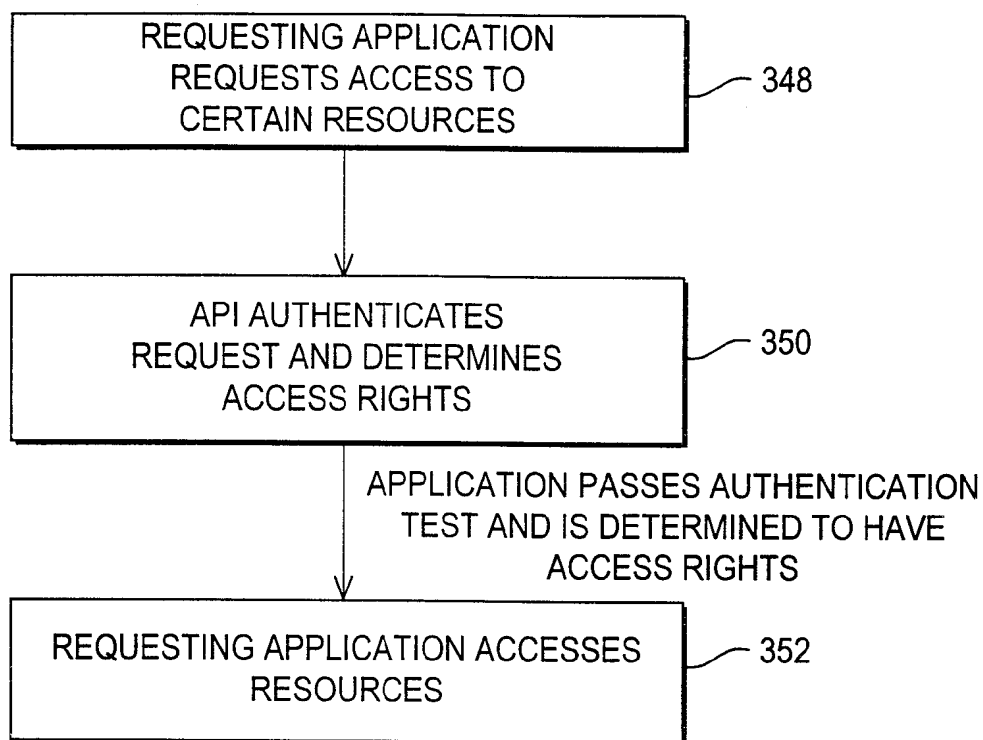 REQUESTING APPLICATION
REQUESTS ACCESS TO
CERTAIN RESOURCES
348
API AUTHENTICATES
REQUEST AND DETERMINES
ACCESS RIGHTS
350
APPLICATION PASSES AUTHENTICATION
TEST AND IS DETERMINED TO HAVE
ACCESS RIGHTS
REQUESTING APPLICATION ACCESSES
RESOURCES
352